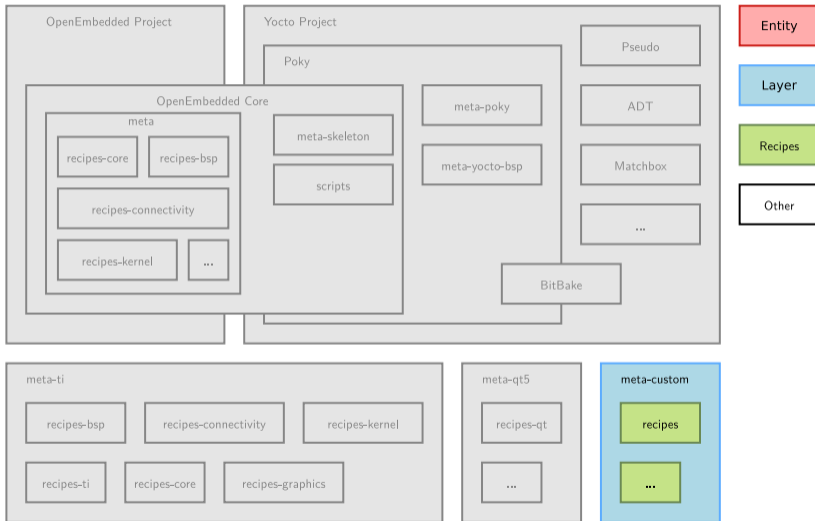 OpenEmbedded Project
Yocto Project
Poky
Pseudo
OpenEmbedded Core
meta
recipes-core
recipes-bsp
recipes-connectivity
recipes-kernel
...
meta-skeleton
scripts
meta-poky
meta-yocto-bsp
ADT
Matchbox
...
BitBake
Entity
Layer
Recipes
Other
meta-ti
recipes-bsp
recipes-connectivity
recipes-kernel
recipes-ti
recipes-core
recipes-graphics
meta-qt5
recipes-qt
...
meta-custom
recipes
...